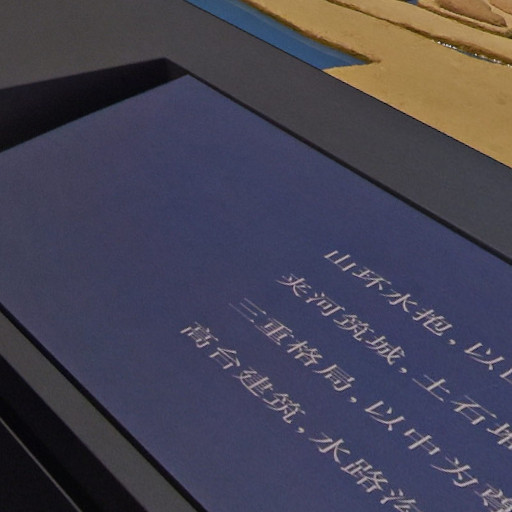 山环水抱，以
夹河筑城，土石
三重格局，以中为尊
高台建筑，水路